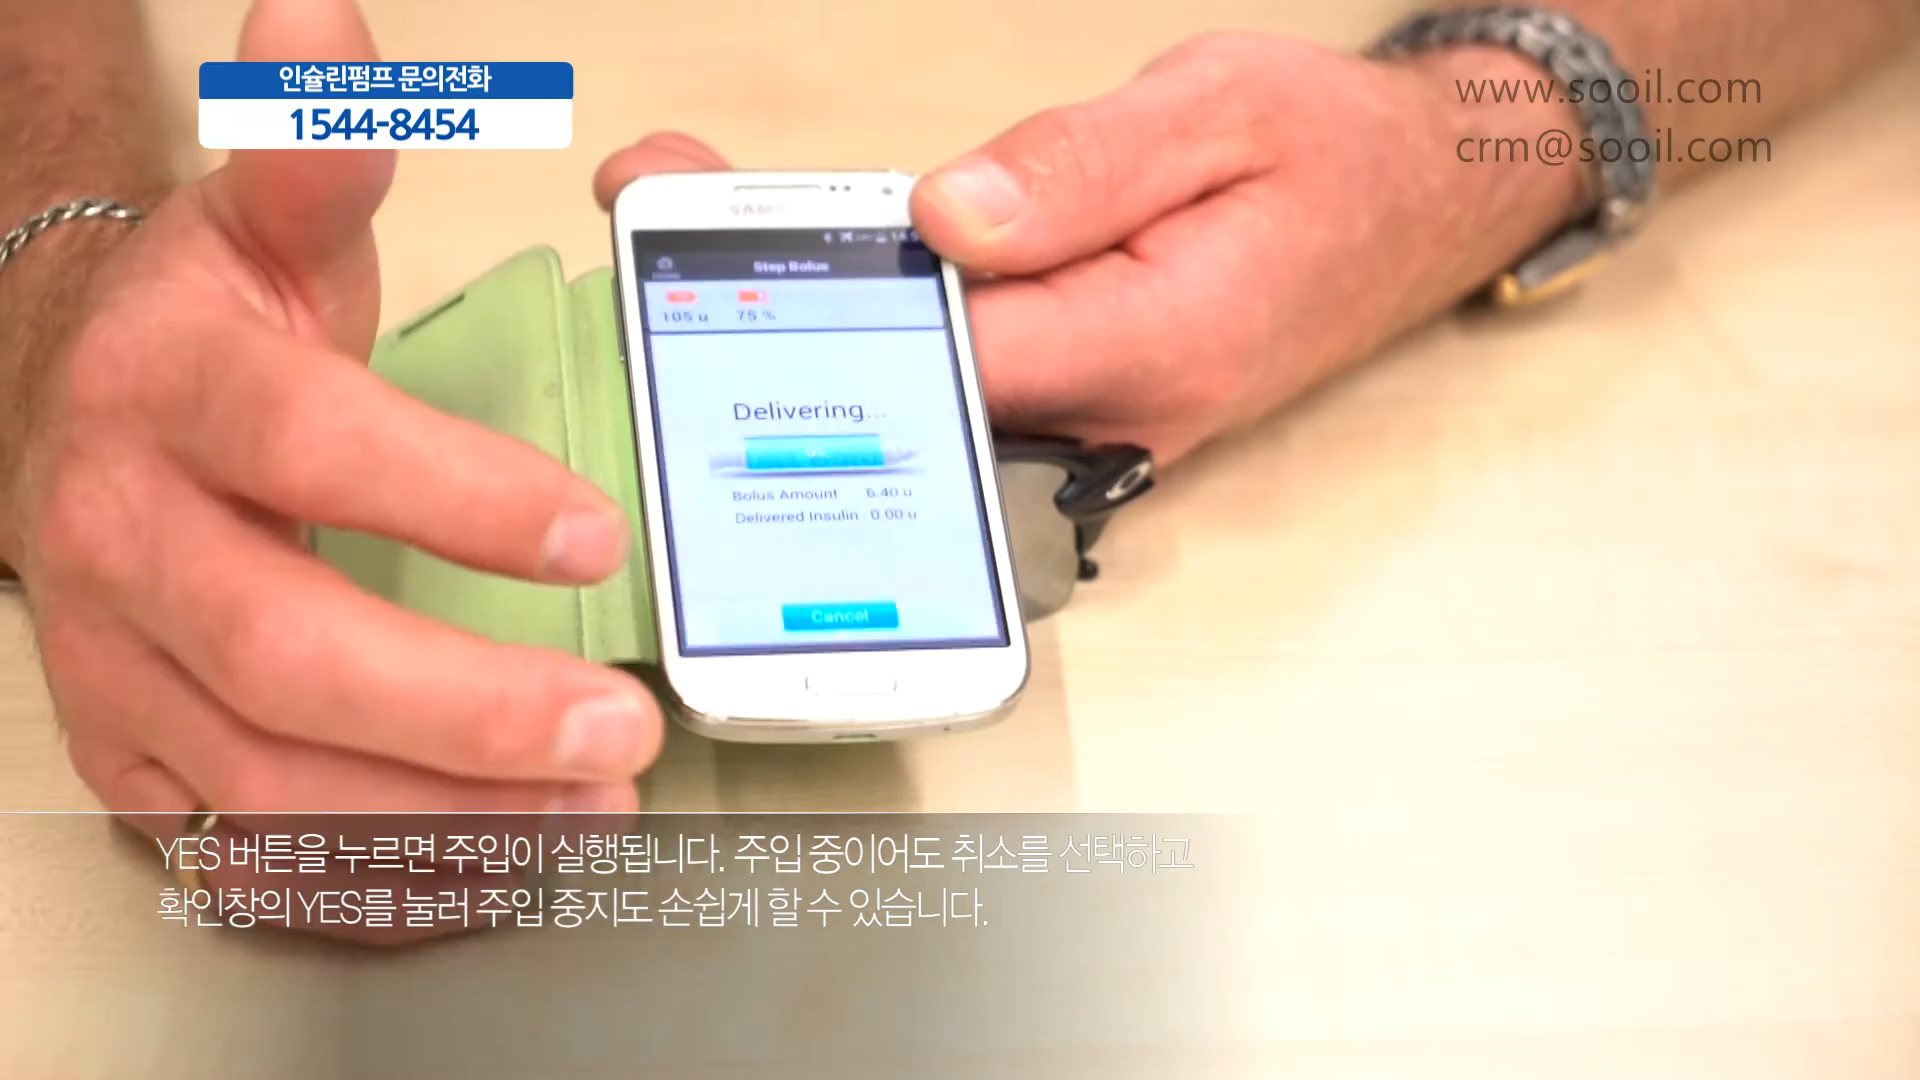 인슐린펌프 문의전화
1544-8454
www.sooil.com
crm@sooil.com
Step Bolus
105 u 75 %
Delivering...
Bolus Amount 6.40 u
Delivered Insulin : 0.00 u
Cancel
YES 버튼을 누르면 주입이 실행됩니다. 주입 중이어도 취소를 선택하고
확인창의 YES를 눌러 주입 중지도 손쉽게 할 수 있습니다.